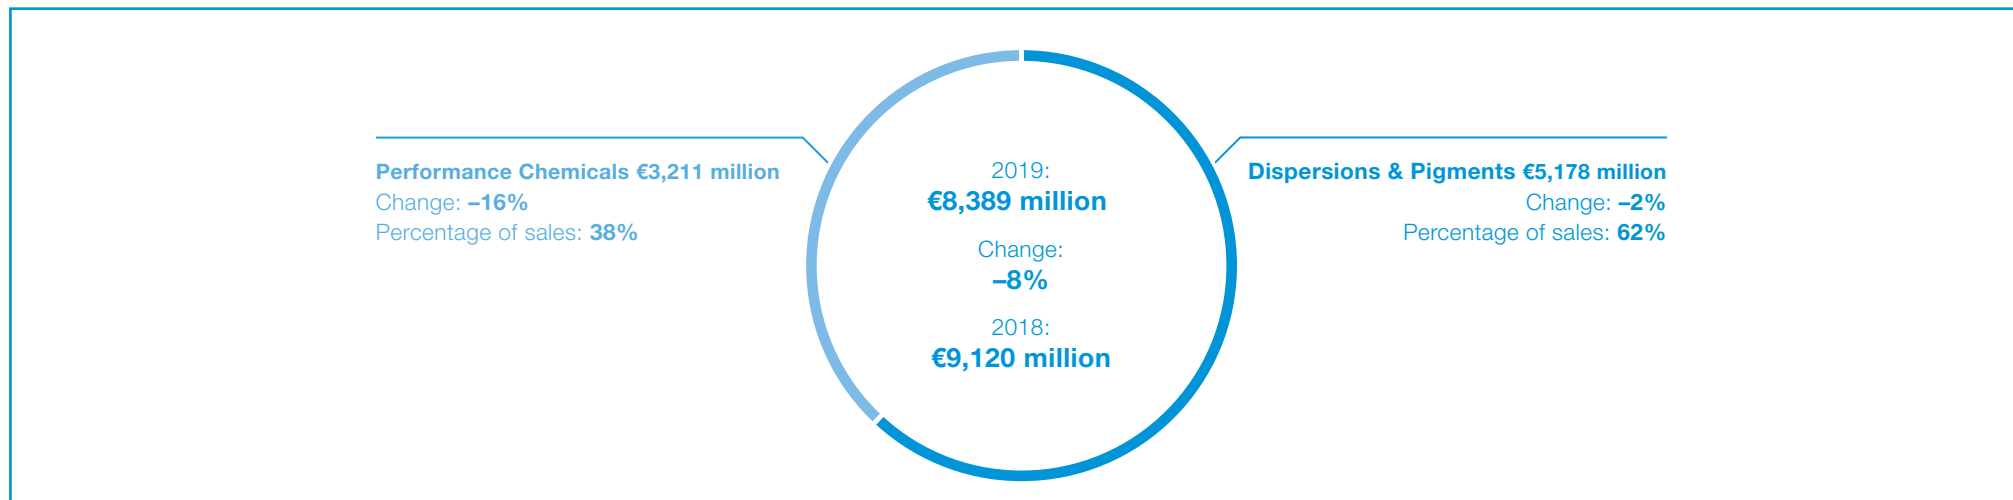 Performance Chemicals €3,211 million
Change: –16%
Percentage of sales: 38%
2019:
€8,389 million
Change:
–8%
2018:
€9,120 million
Dispersions & Pigments €5,178 million
Change: –2%
Percentage of sales: 62%